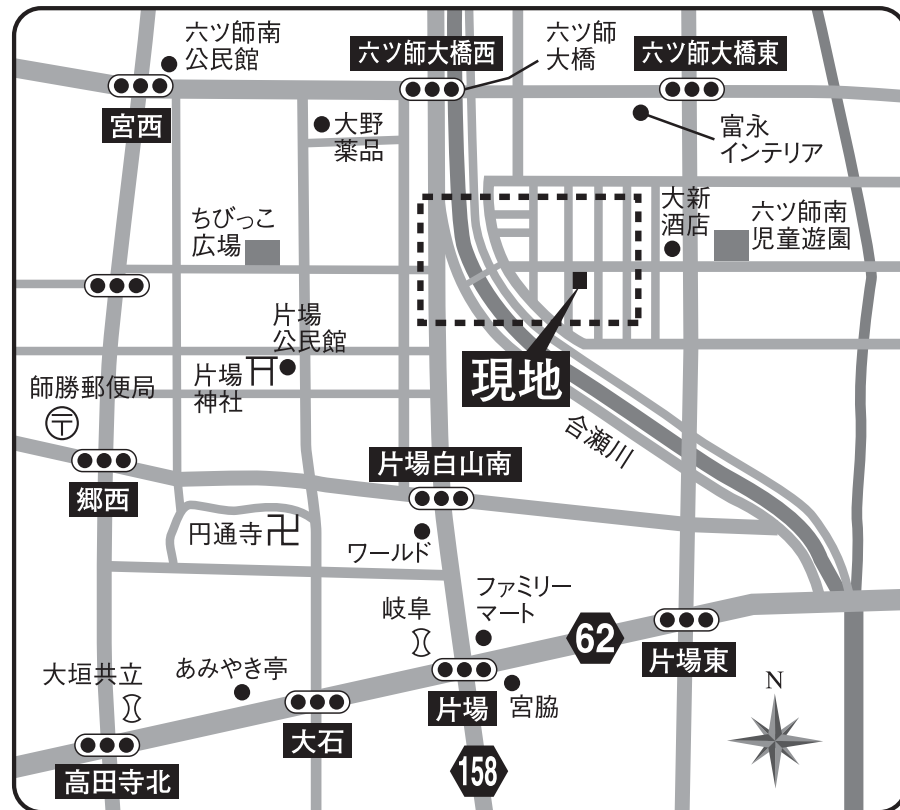 六ツ師南
公民館
六ツ師大橋西
六ツ師
大橋
六ツ師大橋東
宮西
大野
薬品
富永
インテリア
ちびっこ
広場
大新
酒店
六ツ師南
児童遊園
片場
公民館
片場
神社
現地
師勝郵便局
〒
合瀬川
郷西
片場白山南
円通寺
卍
ワールド
ファミリー
マート
岐阜
62
片場東
大垣共立
あみやき亭
片場
宮脇
大石
158
高田寺北
N